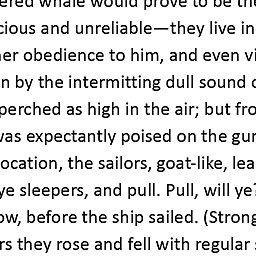 ered whale would prove to be the
cious and unreliable—they live in
her obedience to him, and even vi
n by the intermitting dull sound o
perched as high in the air; but fro
was expectantly poised on the gun
ocation, the sailors, goat-like, lea
ye sleepers, and pull. Pull, will ye?
ow, before the ship sailed. (Strong
rs they rose and fell with regular s